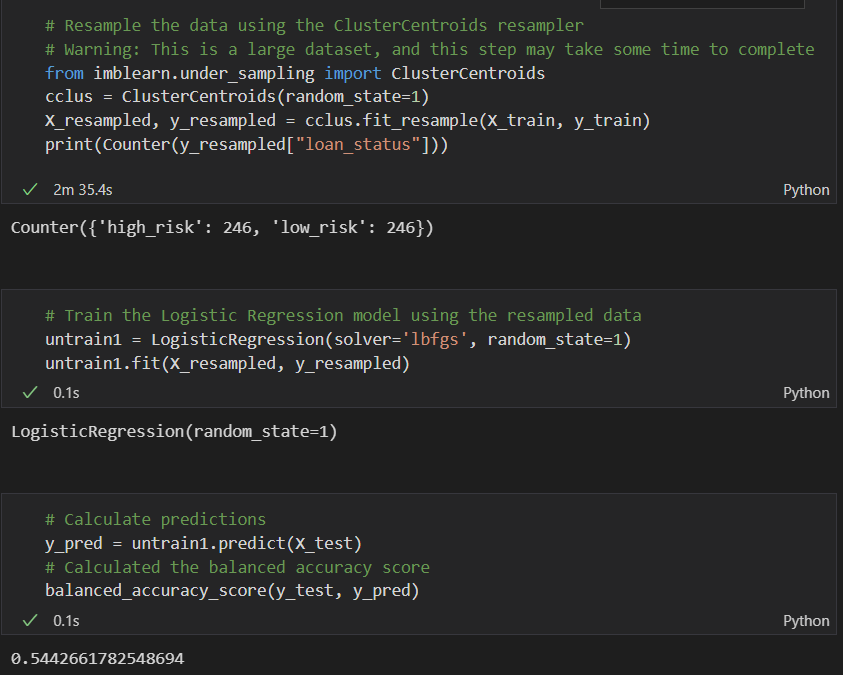 # Resample the data using the ClusterCentroids resampler
# Warning: This is a large dataset, and this step may take some time to complete
from imblearn.under_sampling import ClusterCentroids
cclus = ClusterCentroids(random_state=1)
X_resampled, y_resampled = cclus.fit_resample(X_train, y_train)
print(Counter(y_resampled["loan_status"]))
2m 35.4s Python
Counter({'high_risk': 246, 'low_risk': 246})
# Train the Logistic Regression model using the resampled data
untrain1 = LogisticRegression(solver='lbfgs', random_state=1)
untrain1.fit(X_resampled, y_resampled)
0.1s Python
LogisticRegression(random_state=1)
# Calculate predictions
y_pred = untrain1.predict(X_test)
# Calculated the balanced accuracy score
balanced_accuracy_score(y_test, y_pred)
0.1s Python
0.5442661782548694